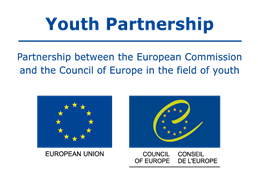 Youth Partnership
Partnership between the European Commission
and the Council of Europe in the field of youth
EUROPEAN UNION
COUNCIL CONSEIL
OF EUROPE DE L'EUROPE